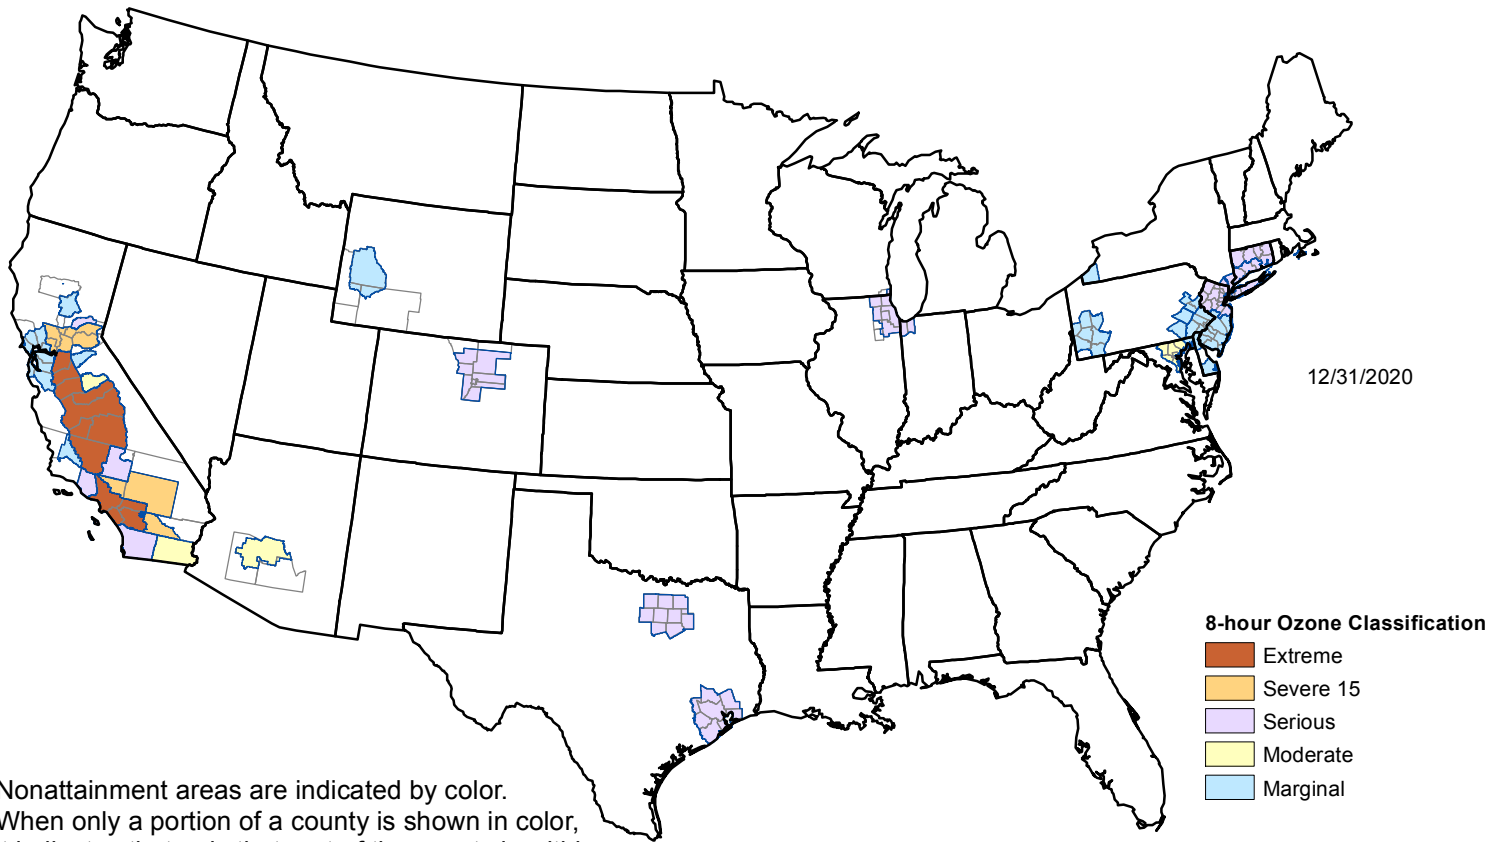 12/31/2020
8-hour Ozone Classification
Extreme
Severe 15
Serious
Moderate
Marginal
Nonattainment areas are indicated by color.
When only a portion of a county is shown in color,